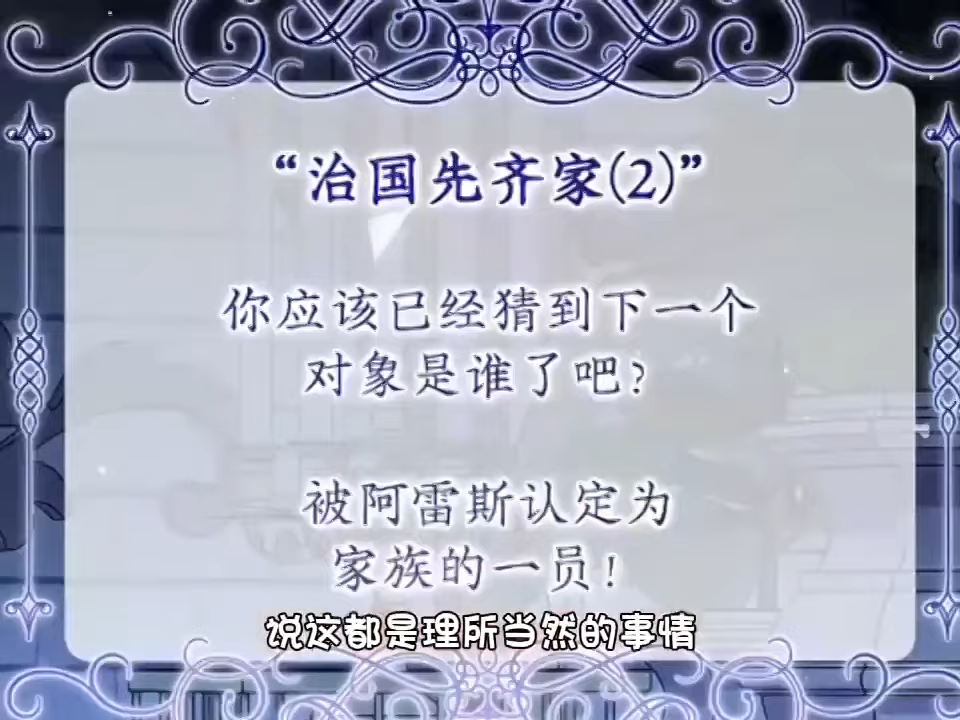 “治国先齐家(2)”
你应该已经猜到下一个
对象是谁了吧?
被阿雷斯认定为
家族的一员!
说这都是理所当然的事情